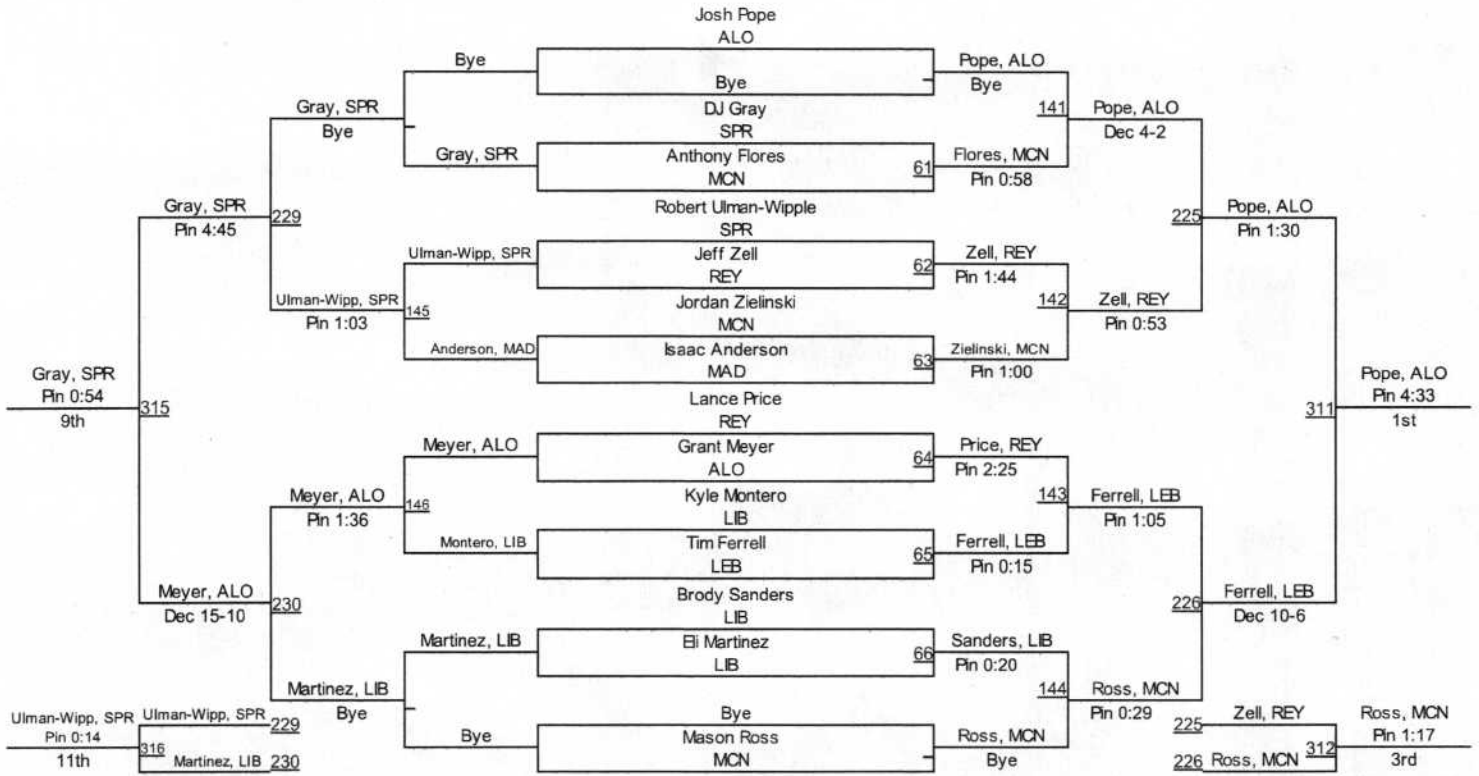 Josh Pope
ALO
Bye
Bye
Pope, ALO
Bye
Gray, SPR
Bye
DJ Gray
SPR
141
Pope, ALO
Dec 4-2
Gray, SPR
Anthony Flores
MCN
61
Flores, MCN
Pin 0:58
Gray, SPR
Pin 4:45
229
Robert Ulman-Wipple
SPR
225
Pope, ALO
Pin 1:30
Ulman-Wipp, SPR
Jeff Zell
REY
62
Zell, REY
Pin 1:44
Ulman-Wipp, SPR
Pin 1:03
145
Jordan Zielinski
MCN
142
Zell, REY
Pin 0:53
Anderson, MAD
Isaac Anderson
MAD
63
Zielinski, MCN
Pin 1:00
Gray, SPR
Pin 0:54
9th
315
Lance Price
REY
311
Pope, ALO
Pin 4:33
1st
Meyer, ALO
Grant Meyer
ALO
64
Price, REY
Pin 2:25
Meyer, ALO
Pin 1:36
146
Kyle Montero
LIB
143
Ferrell, LEB
Pin 1:05
Montero, LIB
Tim Ferrell
LEB
65
Ferrell, LEB
Pin 0:15
Meyer, ALO
Dec 15-10
230
Brody Sanders
LIB
226
Ferrell, LEB
Dec 10-6
Martinez, LIB
Eli Martinez
LIB
66
Sanders, LIB
Pin 0:20
Martinez, LIB
Bye
144
Ross, MCN
Pin 0:29
Bye
Bye
Mason Ross
MCN
Ross, MCN
Bye
Ulman-Wipp, SPR
Pin 0:14
11th
316
Ulman-Wipp, SPR
229
Martinez, LIB
230
225
Zell, REY
226
Ross, MCN
312
Ross, MCN
Pin 1:17
3rd